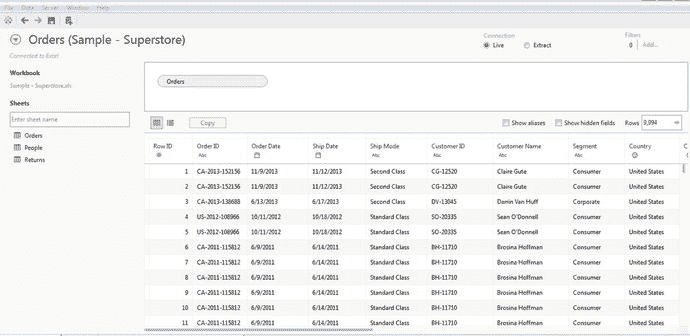 File Data Server Window Help
Orders (Sample - Superstore)
Connected to Excel
Connection
Live Extract
Filters
0 Add...
Workbook
Sample - Superstore.xls
Sheets
Enter sheet name
Orders
People
Returns
Orders
Copy
Show aliases Show hidden fields Rows 9,994
Row ID Order ID Order Date Ship Date Ship Mode Customer ID Customer Name Segment Country C
Abc Abc Abc Abc Abc
1 CA-2013-152156 11/9/2013 11/12/2013 Second Class CG-12520 Claire Gute Consumer United States
2 CA-2013-152156 11/9/2013 11/12/2013 Second Class CG-12520 Claire Gute Consumer United States
3 CA-2013-138688 6/13/2013 6/17/2013 Second Class DV-13045 Darrin Van Huff Corporate United States
4 US-2012-108966 10/11/2012 10/18/2012 Standard Class SO-20335 Sean O'Donnell Consumer United States
5 US-2012-108966 10/11/2012 10/18/2012 Standard Class SO-20335 Sean O'Donnell Consumer United States
6 CA-2011-115812 6/9/2011 6/14/2011 Standard Class BH-11710 Brosina Hoffman Consumer United States
7 CA-2011-115812 6/9/2011 6/14/2011 Standard Class BH-11710 Brosina Hoffman Consumer United States
8 CA-2011-115812 6/9/2011 6/14/2011 Standard Class BH-11710 Brosina Hoffman Consumer United States
9 CA-2011-115812 6/9/2011 6/14/2011 Standard Class BH-11710 Brosina Hoffman Consumer United States
10 CA-2011-115812 6/9/2011 6/14/2011 Standard Class BH-11710 Brosina Hoffman Consumer United States
11 CA-2011-115812 6/9/2011 6/14/2011 Standard Class BH-11710 Brosina Hoffman Consumer United States